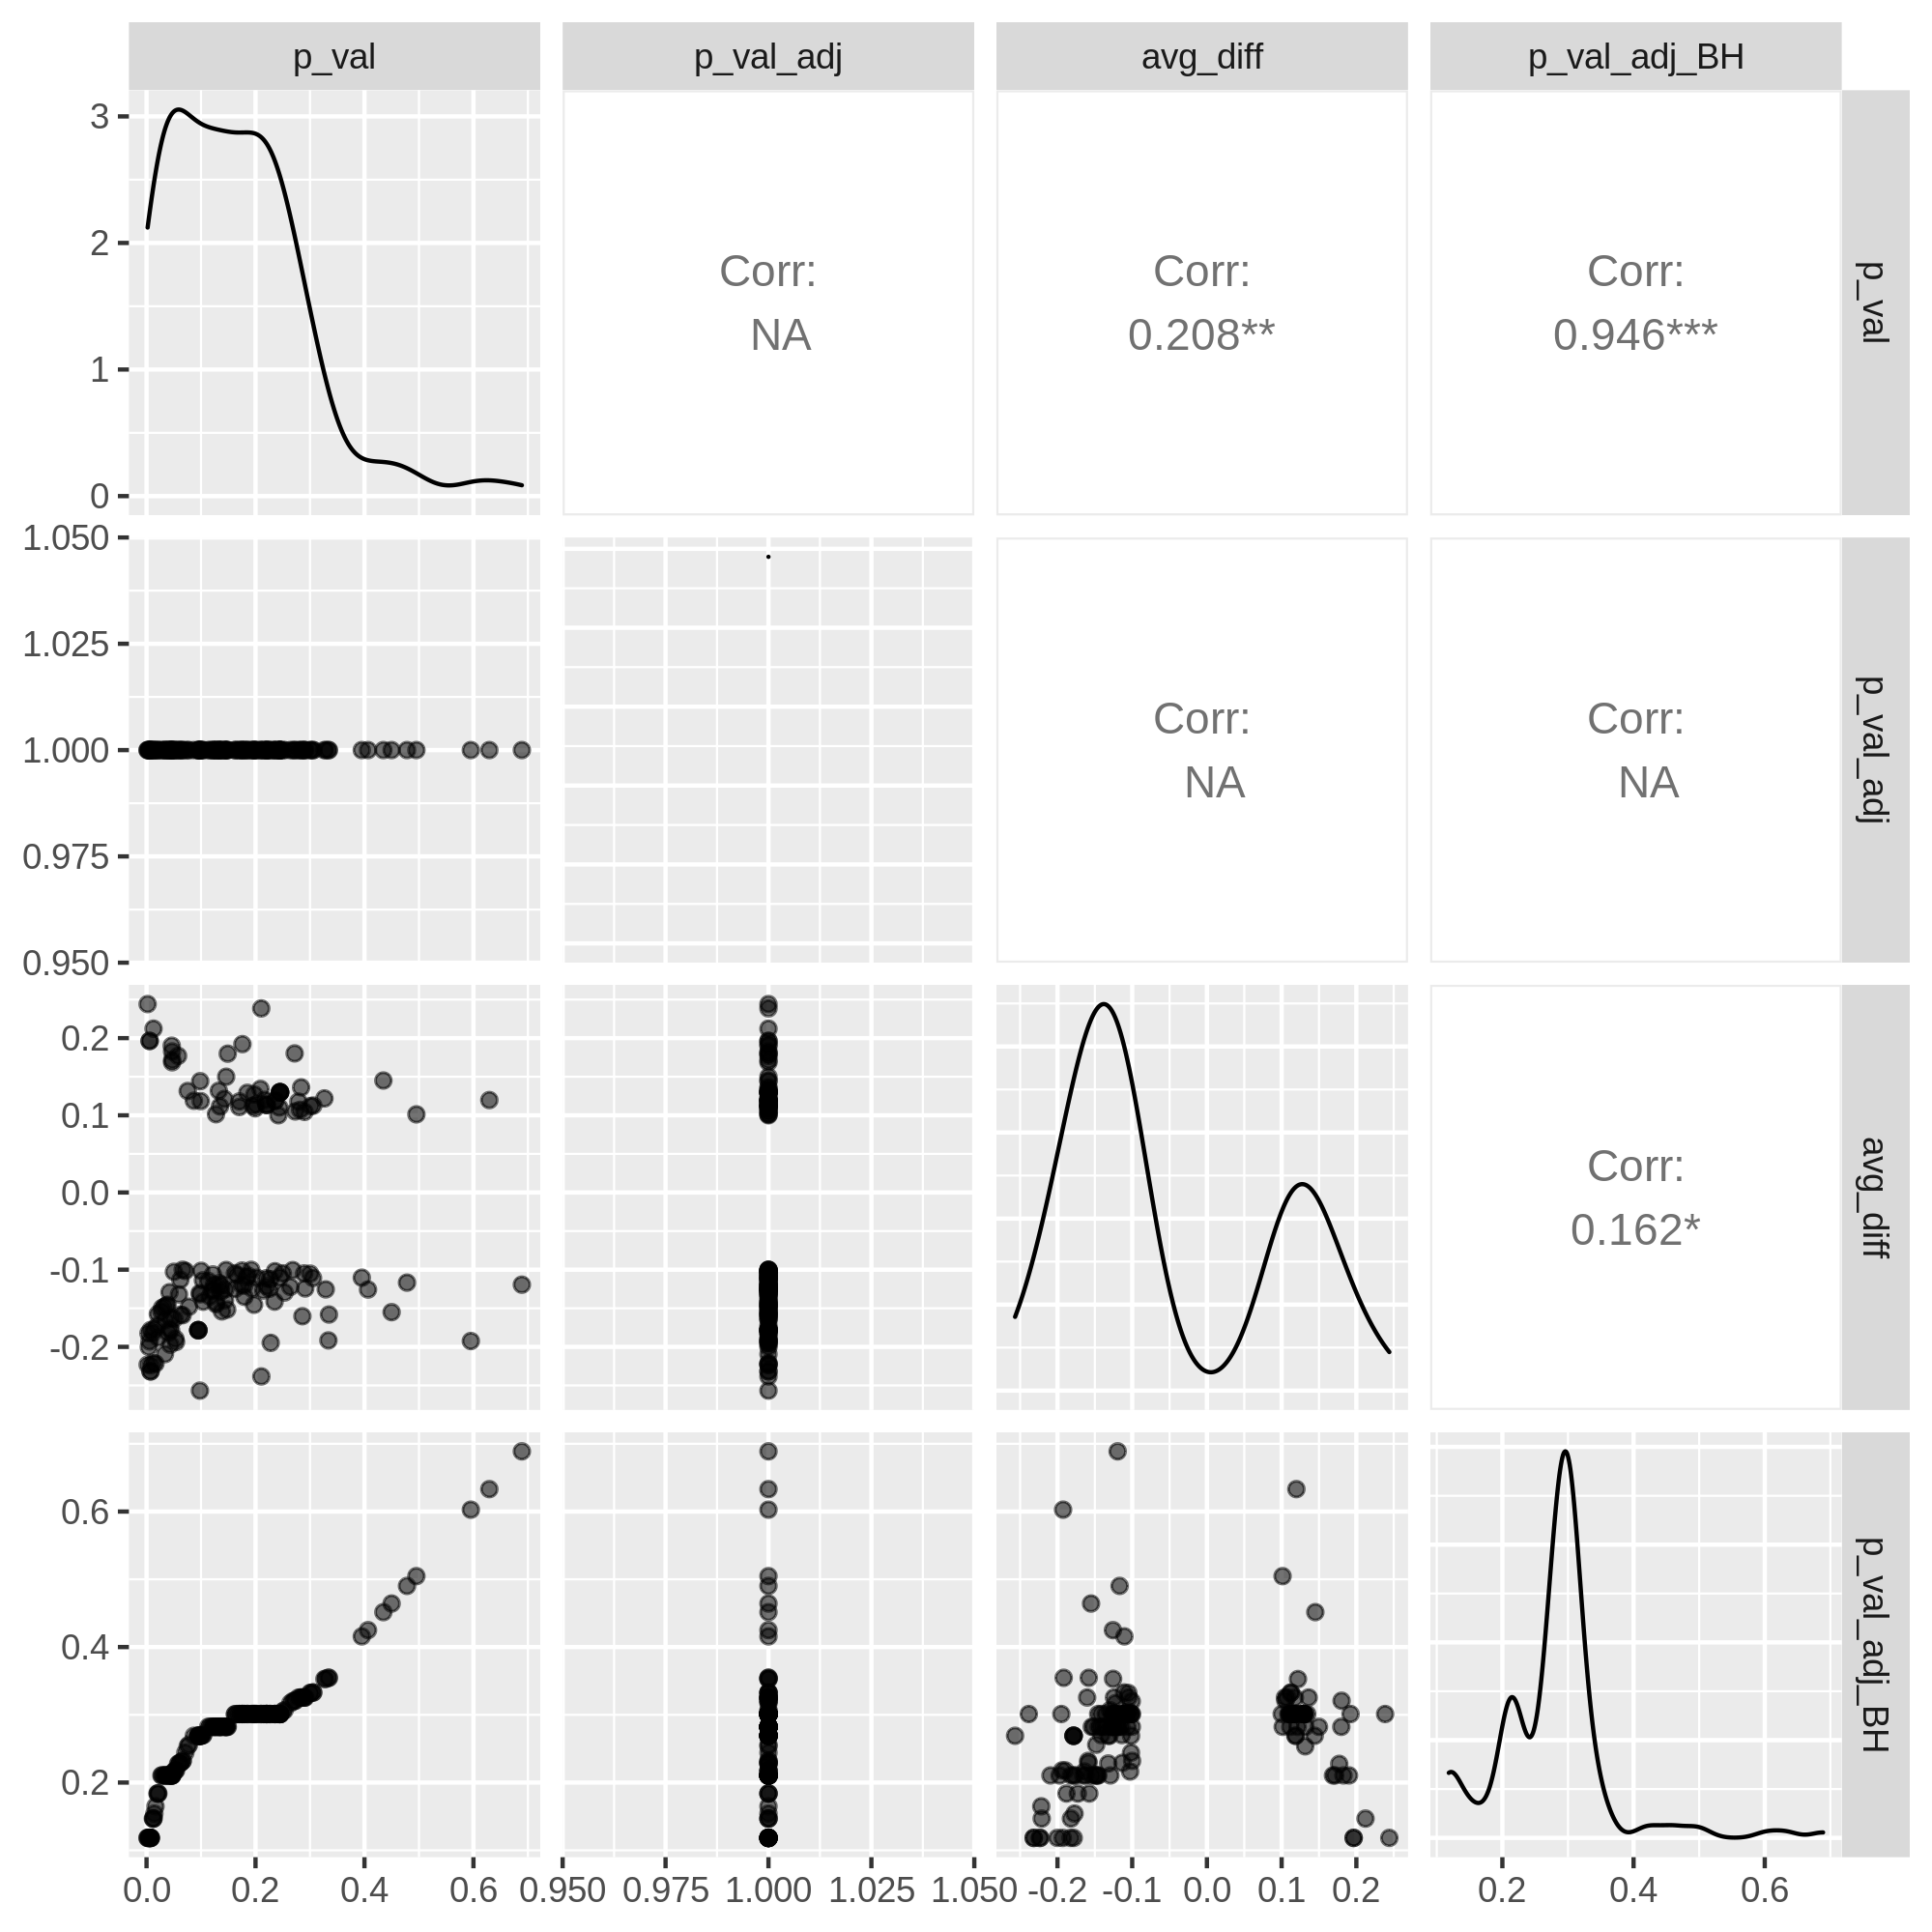 p_val
p_val_adj
avg_diff
p_val_adj_BH
3
2
1
0
Corr:
NA
Corr:
0.208**
Corr:
0.946***
p_val
1.050
1.025
1.000
0.975
0.950
Corr:
NA
Corr:
NA
p_val_adj
0.2
0.1
0.0
-0.1
-0.2
Corr:
0.162*
avg_diff
0.6
0.4
0.2
p_val_adj_BH
0.0 0.2 0.4 0.6 0.950 0.975 1.000 1.025 1.050 -0.2 -0.1 0.0 0.1 0.2 0.2 0.4 0.6